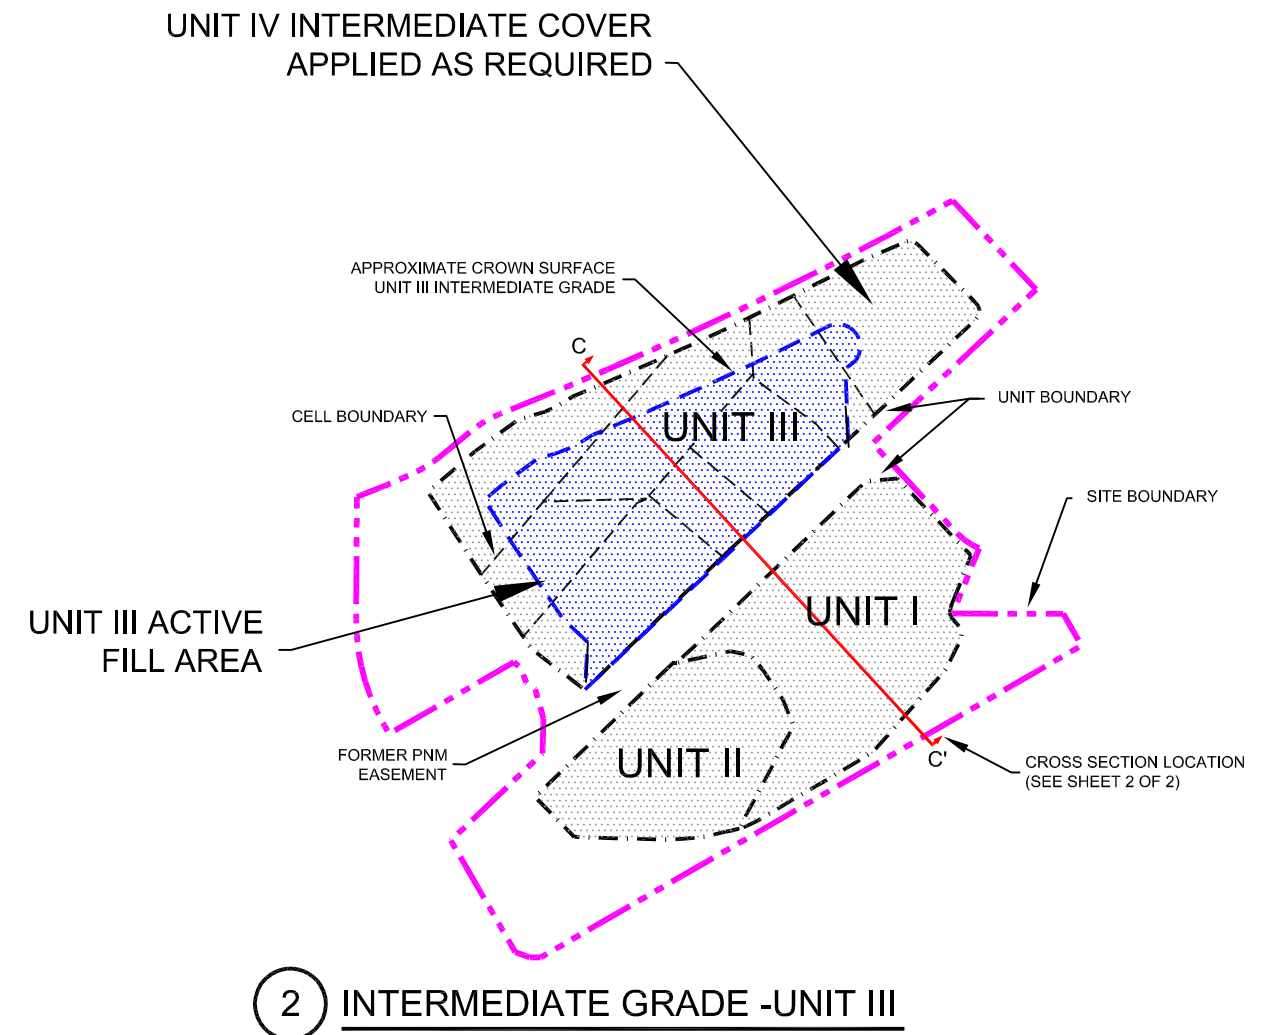 UNIT IV INTERMEDIATE COVER
APPLIED AS REQUIRED
APPROXIMATE CROWN SURFACE
UNIT III INTERMEDIATE GRADE
C
CELL BOUNDARY
UNIT III
UNIT BOUNDARY
SITE BOUNDARY
UNIT III ACTIVE
FILL AREA
UNIT I
FORMER PNM
EASEMENT
UNIT II
C'
CROSS SECTION LOCATION
(SEE SHEET 2 OF 2)
2 INTERMEDIATE GRADE -UNIT III